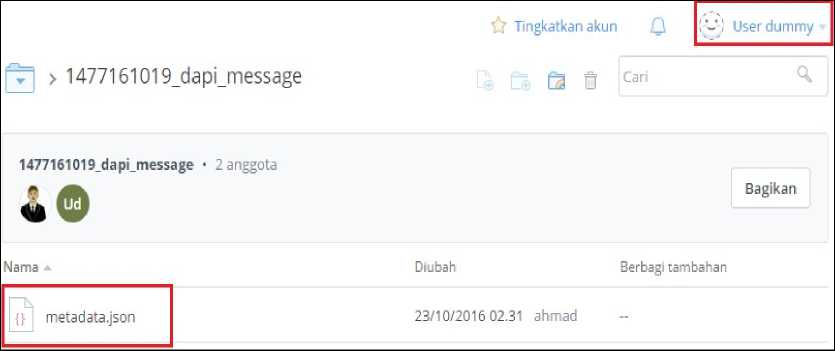 Tingkatkan akun
User dummy
1477161019_dapi_message
Cari
1477161019_dapi_message • 2 anggota
Ud
Bagikan
Nama
Diubah
Berbagi tambahan
{} metadata.json
23/10/2016 02.31 ahmad
--